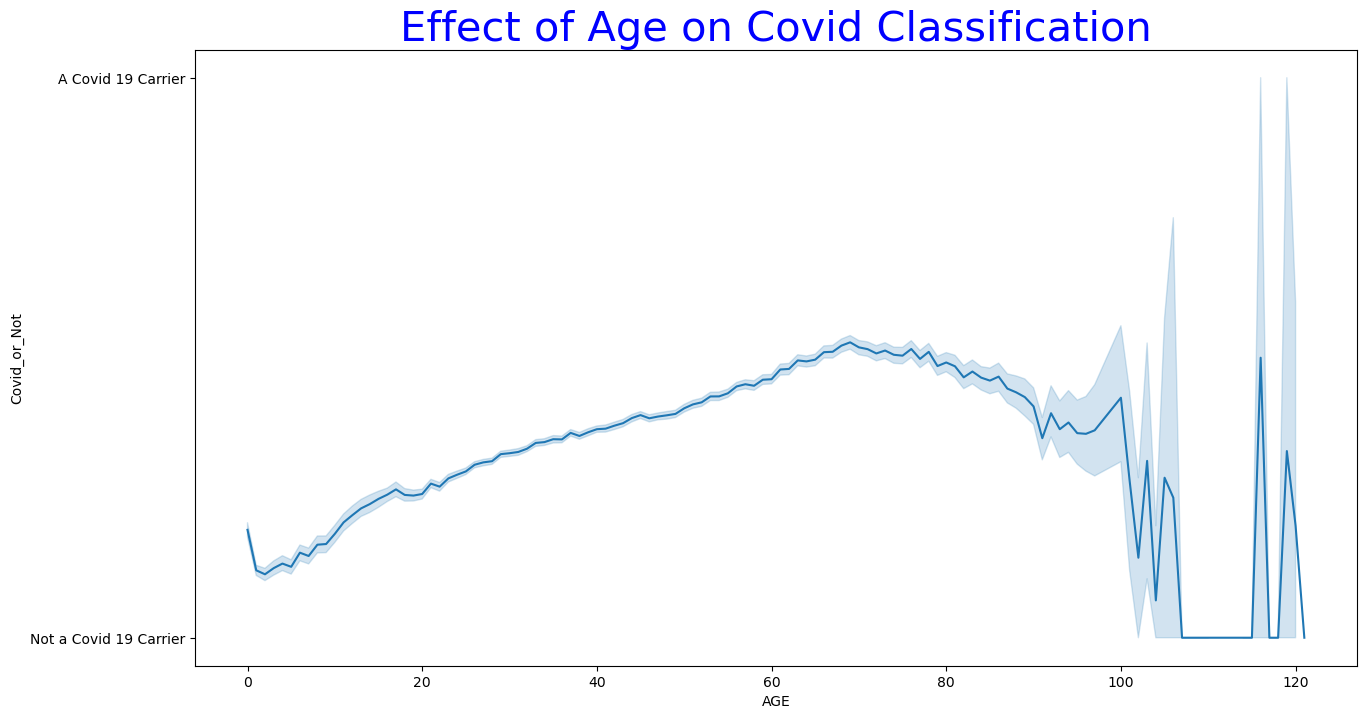 Effect of Age on Covid Classification
A Covid 19 Carrier
Covid_or_Not
Not a Covid 19 Carrier
0 20 40 60 80 100 120
AGE